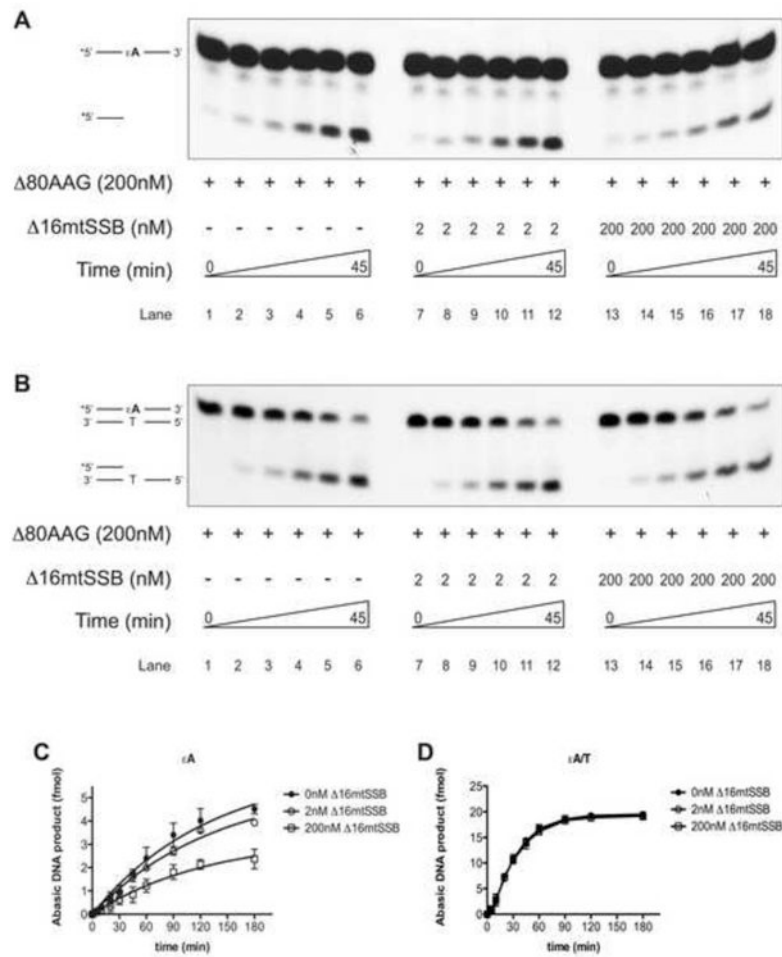 A
*5' — εA — 3'
*5' —
Δ80AAG (200nM) + + + + + + + + + + + + + + + + + +
Δ16mtSSB (nM) - - - - - - 2 2 2 2 2 2 200 200 200 200 200 200
Time (min) 0 45 0 45 0 45
Lane 1 2 3 4 5 6 7 8 9 10 11 12 13 14 15 16 17 18
B
*5' — εA — 3'
3' — T — 5'
*5' —
3' — T — 5'
Δ80AAG (200nM) + + + + + + + + + + + + + + + + + +
Δ16mtSSB (nM) - - - - - - 2 2 2 2 2 2 200 200 200 200 200 200
Time (min) 0 45 0 45 0 45
Lane 1 2 3 4 5 6 7 8 9 10 11 12 13 14 15 16 17 18
C
εA
Abasic DNA product (fmol)
5
4
3
2
1
0
0 30 60 90 120 150 180
time (min)
0nM Δ16mtSSB
2nM Δ16mtSSB
200nM Δ16mtSSB
D
εA/T
Abasic DNA product (fmol)
25
20
15
10
5
0
0 30 60 90 120 150 180
time (min)
0nM Δ16mtSSB
2nM Δ16mtSSB
200nM Δ16mtSSB